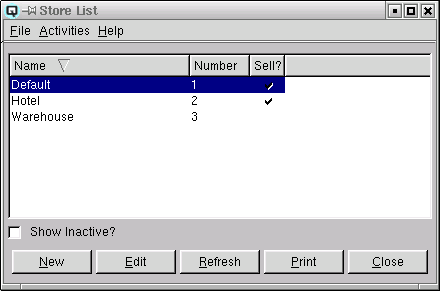 Q Store List
File Activities Help
Name Number Sell?
Default 1
Hotel 2
Warehouse 3
Show Inactive?
New Edit Refresh Print Close